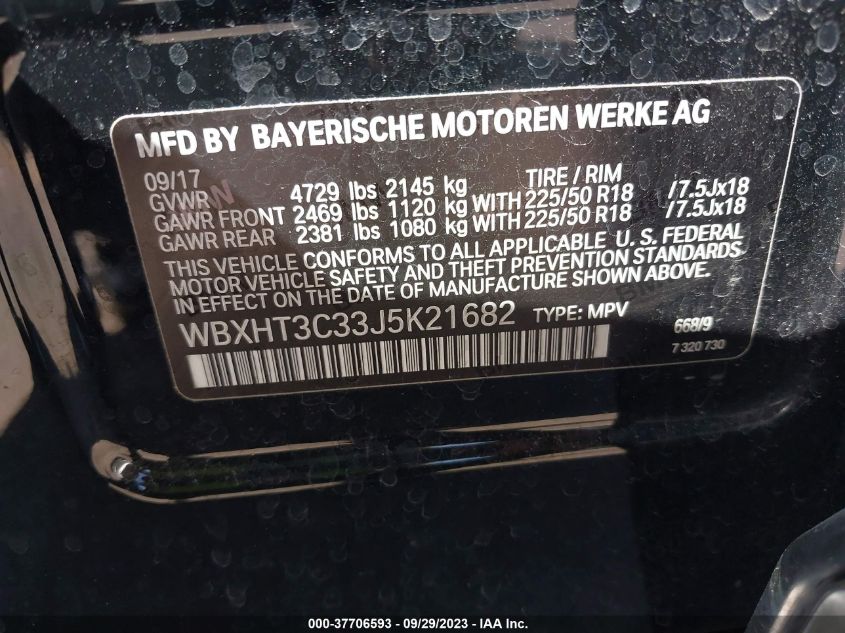 MFD BY BAYERISCHE MOTOREN WERKE AG
09/17 TIRE / RIM
GVWR 4729 lbs 2145 kg
GAWR FRONT 2469 lbs 1120 kg WITH 225/50 R18 /7.5Jx18
GAWR REAR 2381 lbs 1080 kg WITH 225/50 R18 /7.5Jx18
THIS VEHICLE CONFORMS TO ALL APPLICABLE U. S. FEDERAL
MOTOR VEHICLE SAFETY AND THEFT PREVENTION STANDARDS
IN EFFECT ON THE DATE OF MANUFACTURE SHOWN ABOVE.
WBXHT3C33J5K21682 TYPE: MPV 668/9
7 320 730
000-37706593 - 09/29/2023 - IAA Inc.